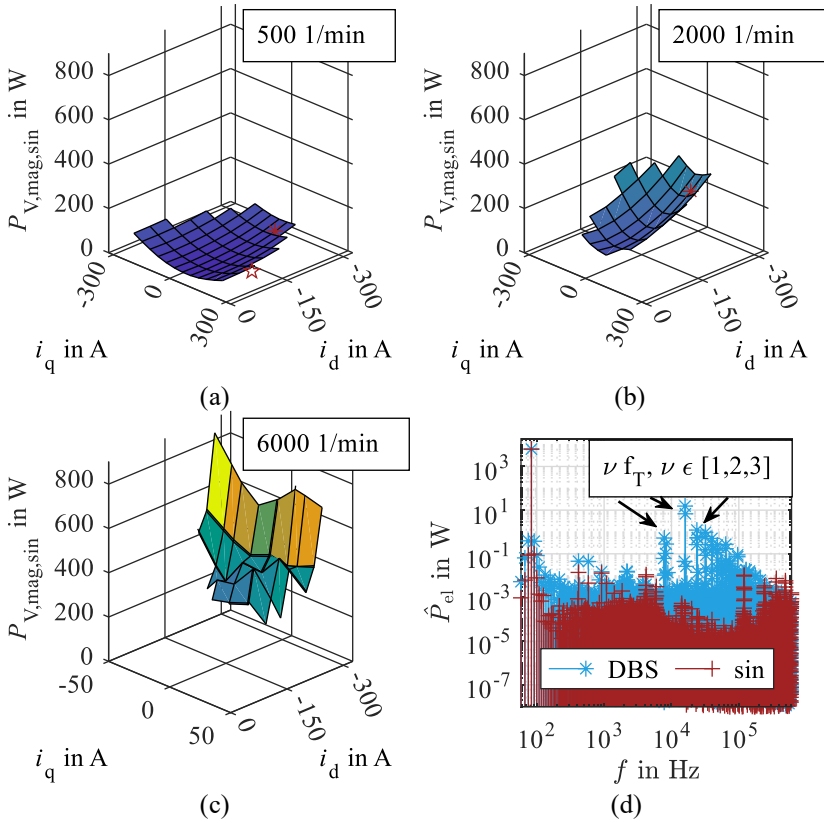 500 1/min
P_V,mag,sin in W
800
600
400
200
0
-300
0
300
0
-150
-300
i_q in A
i_d in A
(a)
2000 1/min
P_V,mag,sin in W
800
600
400
200
0
-300
0
300
0
-150
-300
i_q in A
i_d in A
(b)
6000 1/min
P_V,mag,sin in W
800
600
400
200
0
-50
0
50
0
-150
-300
i_q in A
i_d in A
(c)
ν f_T, ν ϵ [1,2,3]
P̂_el in W
10^3
10^1
10^-1
10^-3
10^-5
10^-7
DBS
sin
10^2
10^3
10^4
10^5
f in Hz
(d)